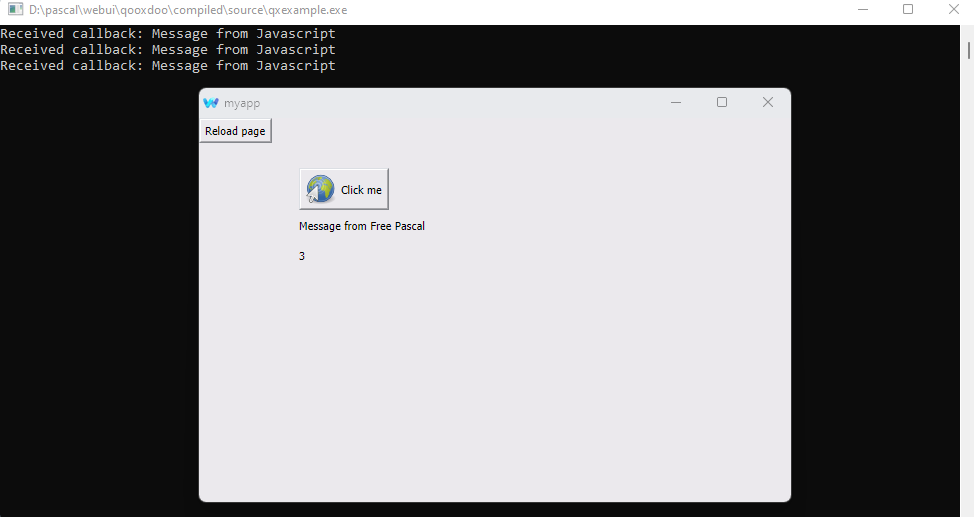 D:\pascal\webui\qooxdoo\compiled\source\qxexample.exe
Received callback: Message from Javascript
Received callback: Message from Javascript
Received callback: Message from Javascript
myapp
Reload page
Click me
Message from Free Pascal
3